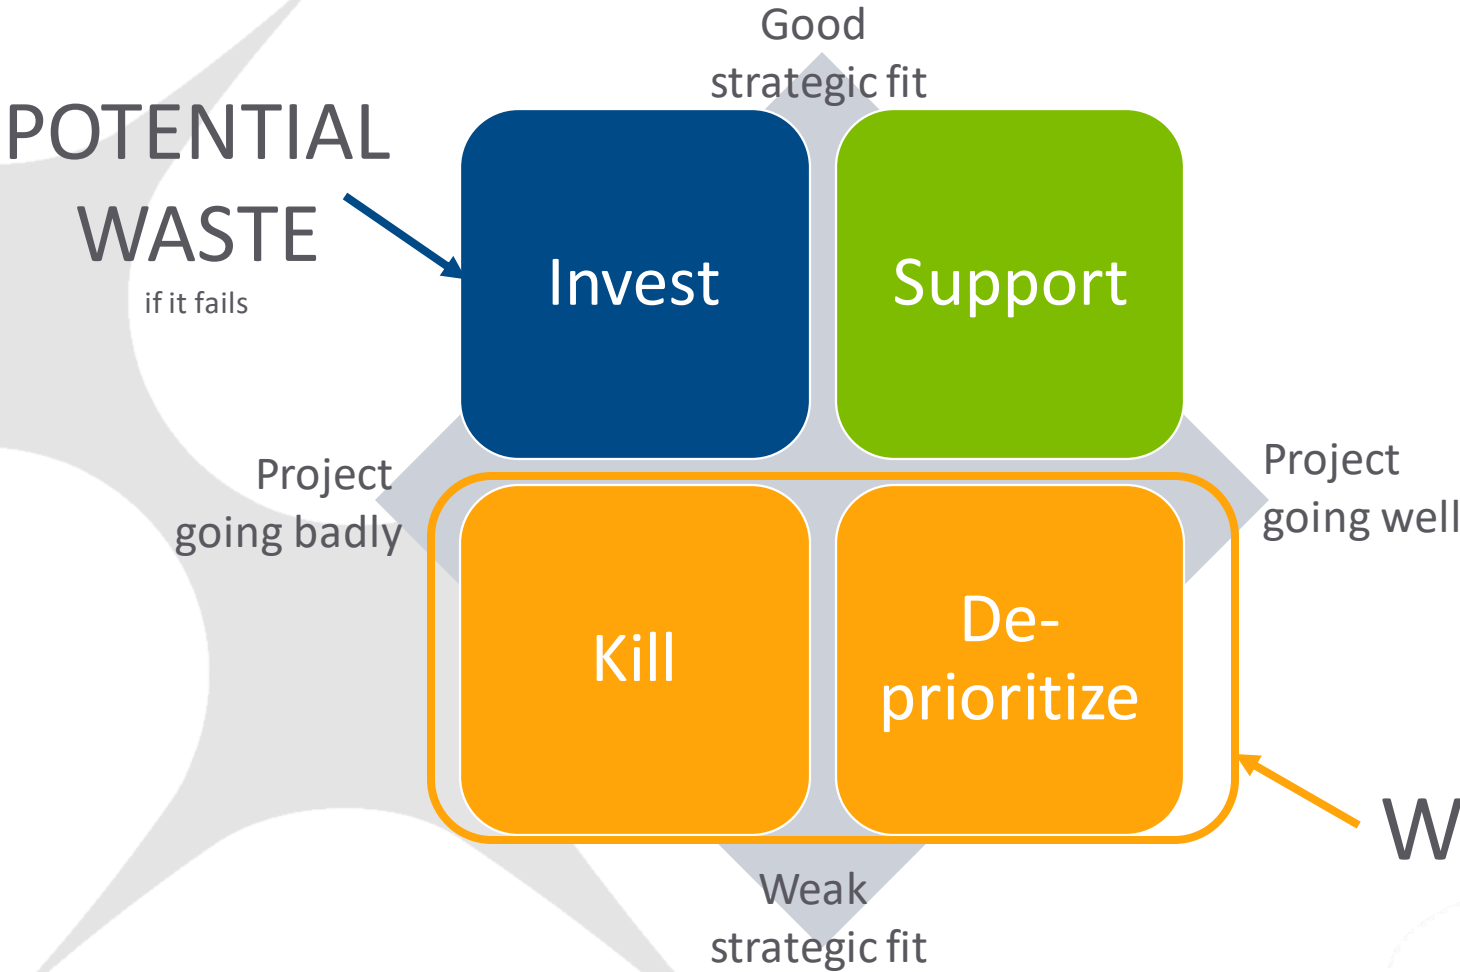 Good
strategic fit
POTENTIAL
WASTE
if it fails
Invest
Support
Project
going badly
Project
going well
Kill
De-
prioritize
W
Weak
strategic fit